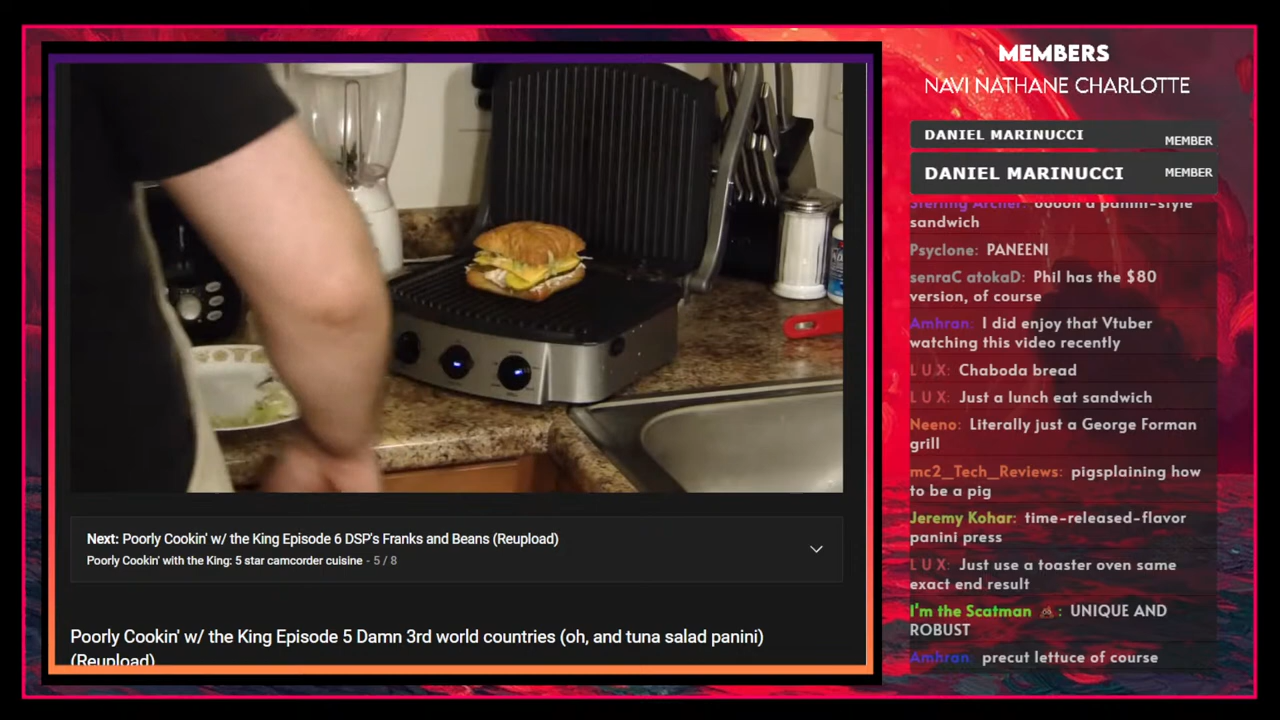 MEMBERS
NAVI NATHANE CHARLOTTE
DANIEL MARINUCCI MEMBER
DANIEL MARINUCCI MEMBER
Sterling Archer: ooooh a panini-style
sandwich
Psyclone: PANEENI
senraC atokaD: Phil has the $80
version, of course
Amhran: I did enjoy that Vtuber
watching this video recently
L U X: Chaboda bread
L U X: Just a lunch eat sandwich
Neeno: Literally just a George Forman
grill
mc2_Tech_Reviews: pigsplaining how
to be a pig
Jeremy Kohar: time-released-flavor
panini press
L U X: Just use a toaster oven same
exact end result
I'm the Scatman : UNIQUE AND
ROBUST
Amhran: precut lettuce of course
Next: Poorly Cookin' w/ the King Episode 6 DSP's Franks and Beans (Reupload)
Poorly Cookin' with the King: 5 star camcorder cuisine - 5 / 8
Poorly Cookin' w/ the King Episode 5 Damn 3rd world countries (oh, and tuna salad panini)
(Reupload)